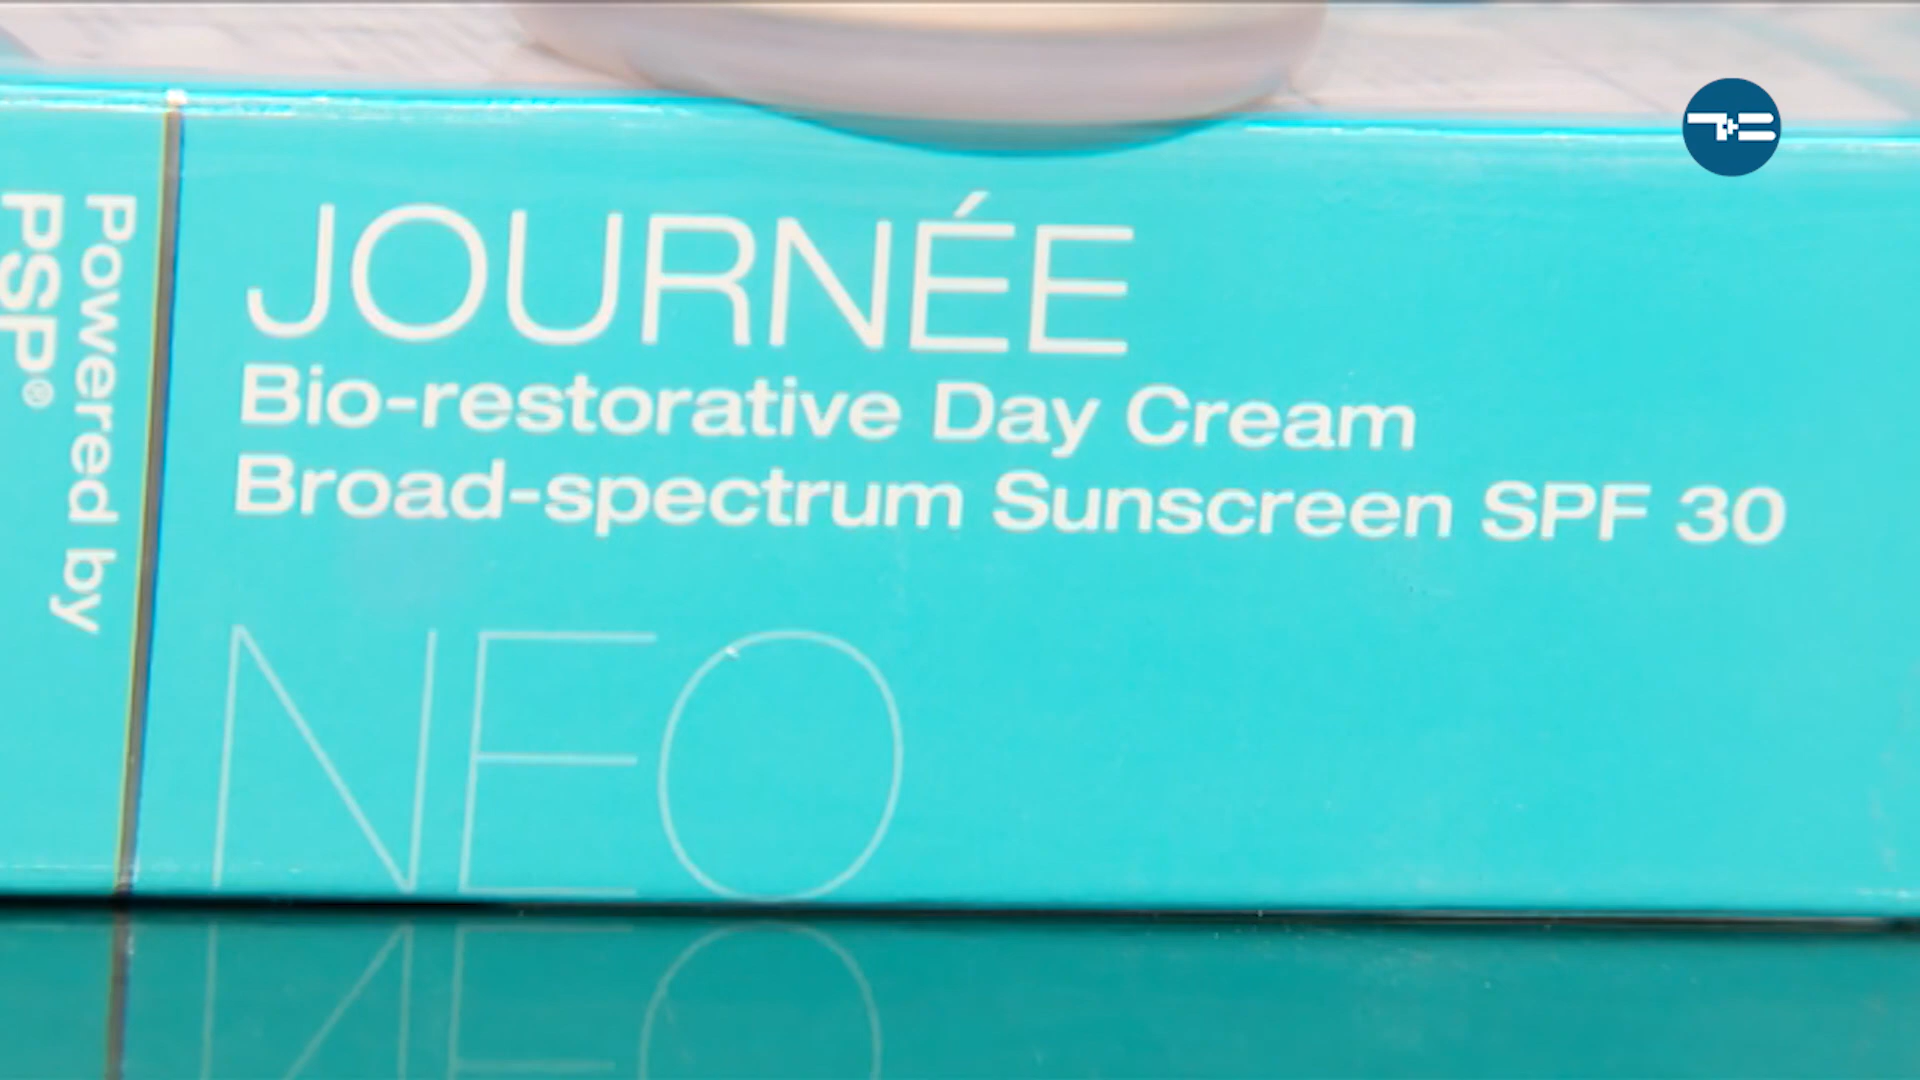 JOURNÉE
Bio-restorative Day Cream
Broad-spectrum Sunscreen SPF 30
NEO
Powered by
PSP®